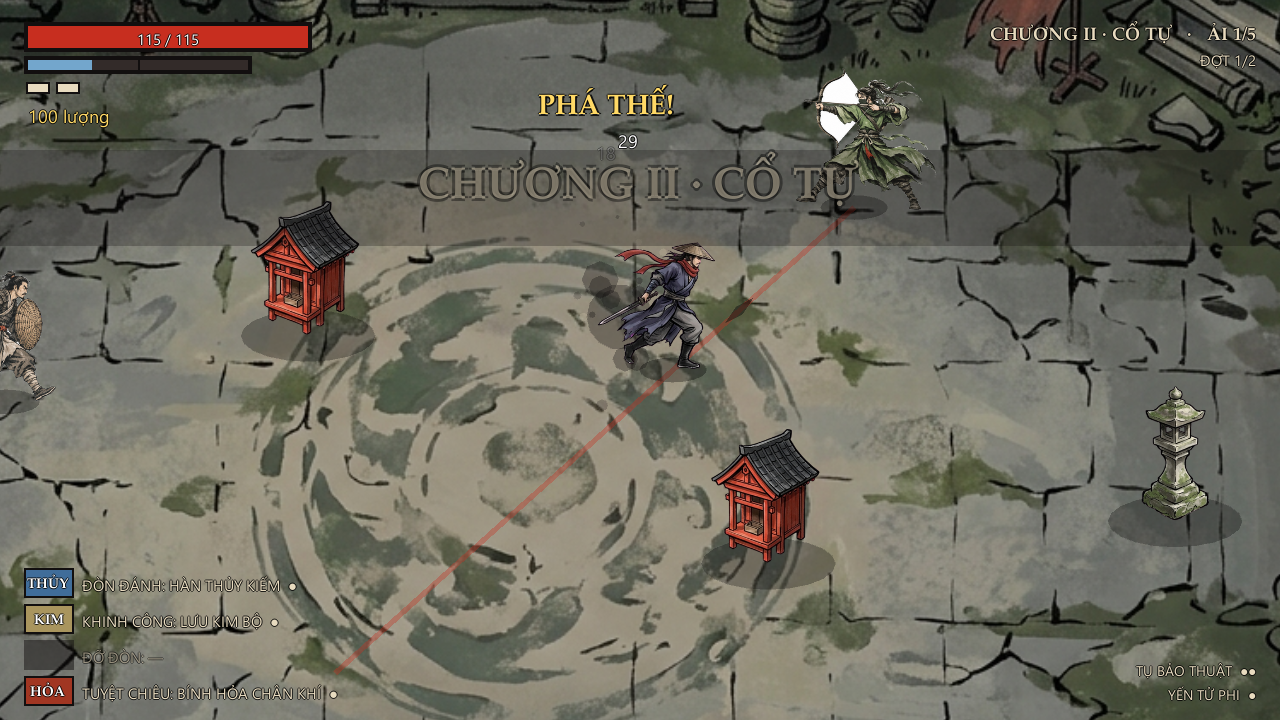 115 / 115
100 lượng
CHƯƠNG II · CỔ TỰ · ẢI 1/5
ĐỢT 1/2
PHÁ THẾ!
29
18
CHƯƠNG II · CỔ TỰ
THỦY ĐÒN ĐÁNH: HÀN THỦY KIẾM
KIM KHINH CÔNG: LƯU KIM BỘ
ĐỠ ĐÒN: —
HỎA TUYỆT CHIÊU: BÍNH HỎA CHÂN KHÍ
TỤ BẢO THUẬT
YẾN TỬ PHI